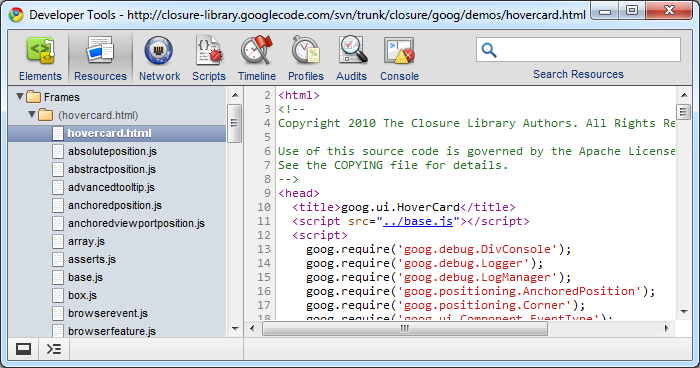 Developer Tools - http://closure-library.googlecode.com/svn/trunk/closure/goog/demos/hovercard.html
Elements Resources Network Scripts Timeline Profiles Audits Console
Search Resources
Frames
(hovercard.html)
hovercard.html
absoluteposition.js
abstractposition.js
advancedtooltip.js
anchoredposition.js
anchoredviewportposition.js
array.js
asserts.js
base.js
box.js
browserevent.js
browserfeature.js
2 <html>
3 <!--
4 Copyright 2010 The Closure Library Authors. All Rights Re
5
6 Use of this source code is governed by the Apache License
7 See the COPYING file for details.
8 -->
9 <head>
10 <title>goog.ui.HoverCard</title>
11 <script src="../base.js"></script>
12 <script>
13 goog.require('goog.debug.DivConsole');
14 goog.require('goog.debug.Logger');
15 goog.require('goog.debug.LogManager');
16 goog.require('goog.positioning.AnchoredPosition');
17 goog.require('goog.positioning.Corner');
18 goog.require('goog.ui.Component.EventType');